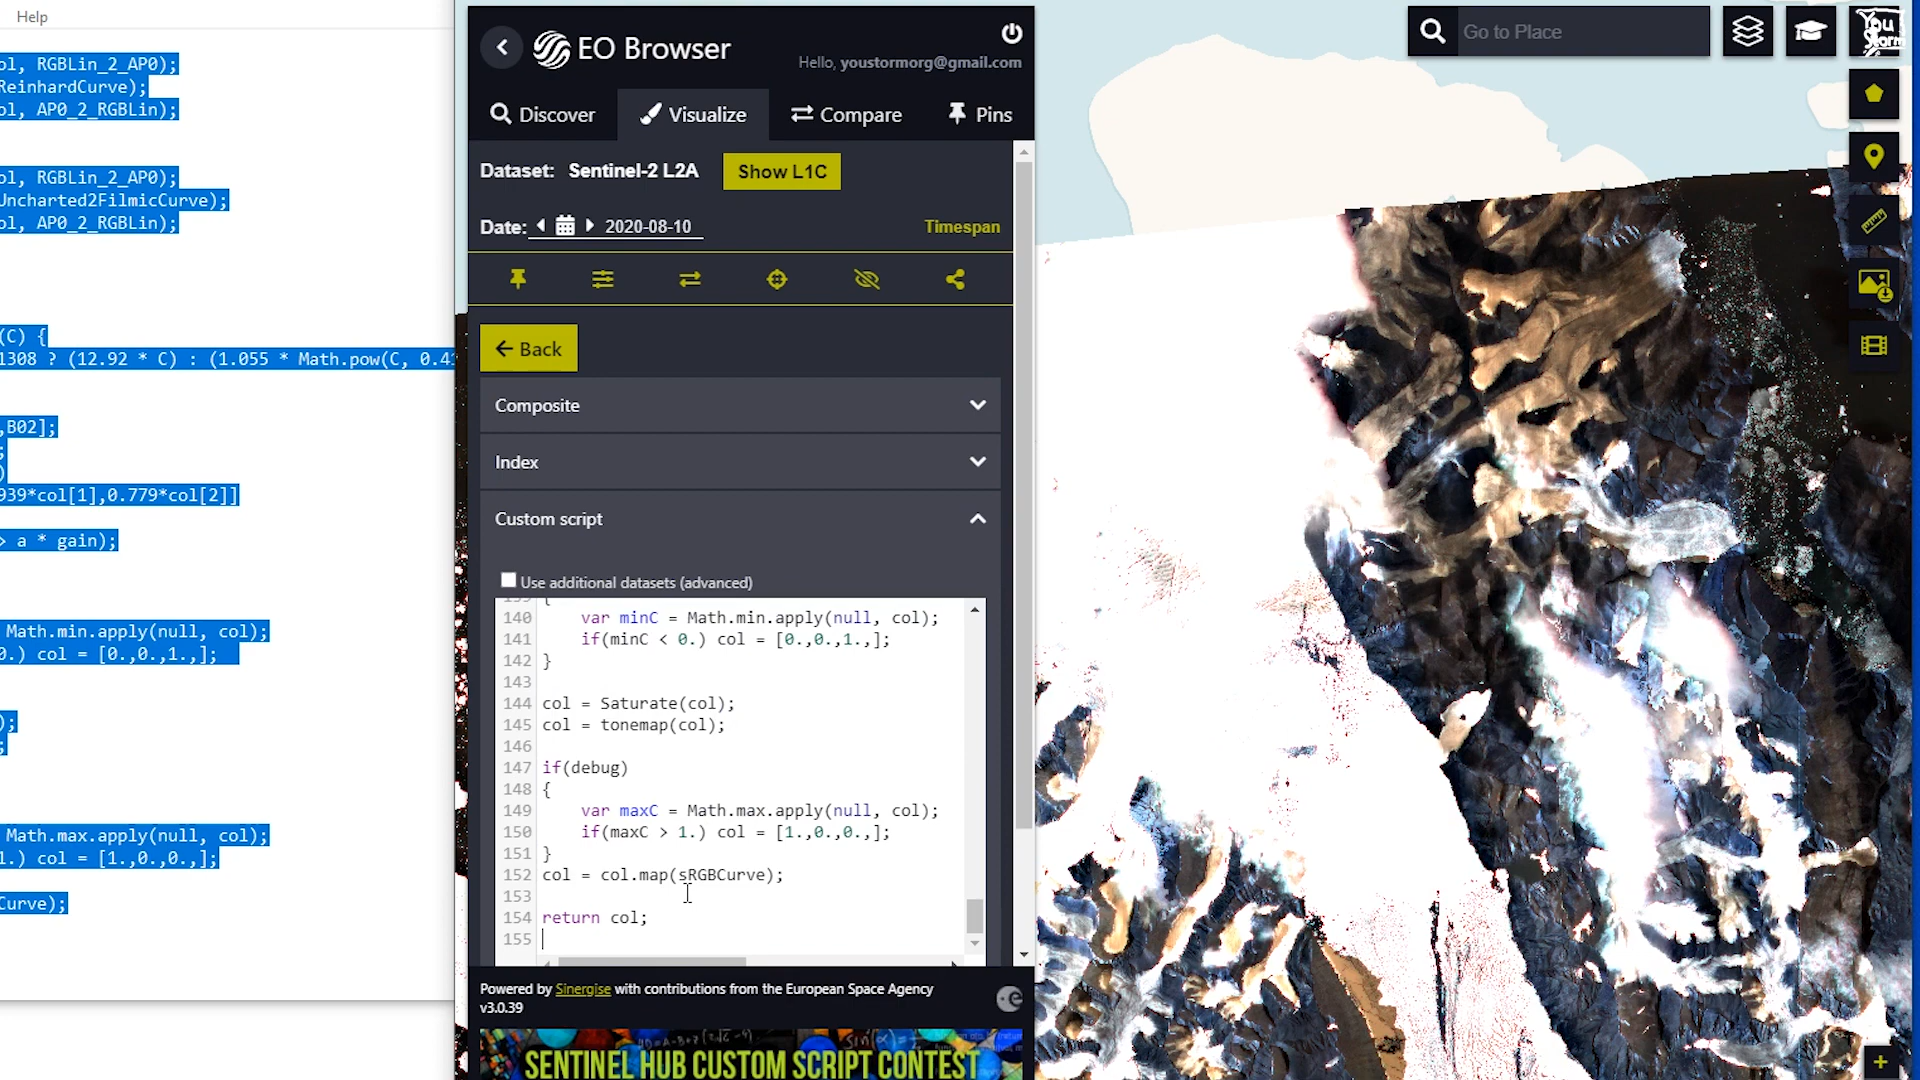 Help
ol, RGBLin_2_AP0);
ReinhardCurve);
ol, AP0_2_RGBLin);
ol, RGBLin_2_AP0);
Uncharted2FilmicCurve);
ol, AP0_2_RGBLin);
(C) {
1308 ? (12.92 * C) : (1.055 * Math.pow(C, 0.41
,B02];
;
)
939*col[1],0.779*col[2]]
> a * gain);
Math.min.apply(null, col);
0.) col = [0.,0.,1.,];
);
;
Math.max.apply(null, col);
1.) col = [1.,0.,0.,];
Curve);
EO Browser
Hello, youstormorg@gmail.com
Discover
Visualize
Compare
Pins
Dataset: Sentinel-2 L2A
Show L1C
Date: 2020-08-10
Timespan
Back
Composite
Index
Custom script
Use additional datasets (advanced)
139 {
140 var minC = Math.min.apply(null, col);
141 if(minC < 0.) col = [0.,0.,1.,];
142 }
143
144 col = Saturate(col);
145 col = tonemap(col);
146
147 if(debug)
148 {
149 var maxC = Math.max.apply(null, col);
150 if(maxC > 1.) col = [1.,0.,0.,];
151 }
152 col = col.map(sRGBCurve);
153
154 return col;
155
Powered by Sinergise with contributions from the European Space Agency
v3.0.39
SENTINEL HUB CUSTOM SCRIPT CONTEST
Go to Place
You
Storm